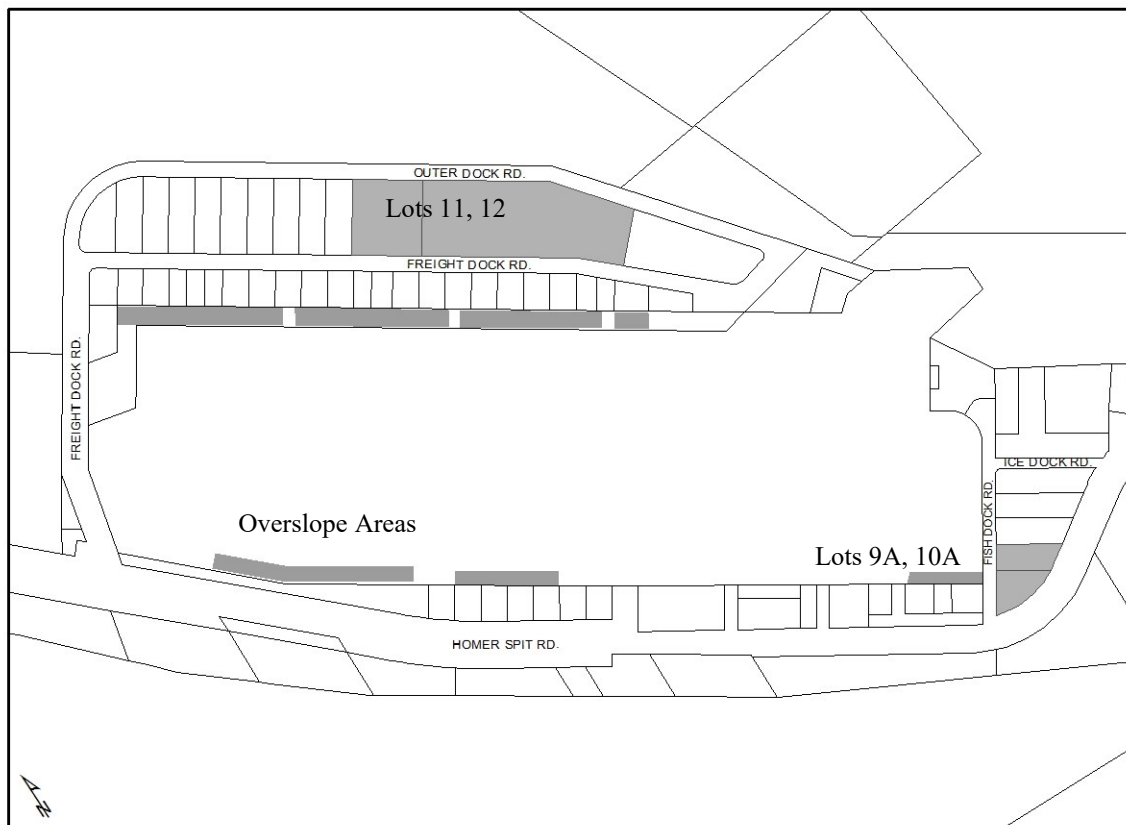 OUTER DOCK RD.
Lots 11, 12
FREIGHT DOCK RD.
FREIGHT DOCK RD.
ICE DOCK RD.
FISH DOCK RD.
Overslope Areas
Lots 9A, 10A
HOMER SPIT RD.
N